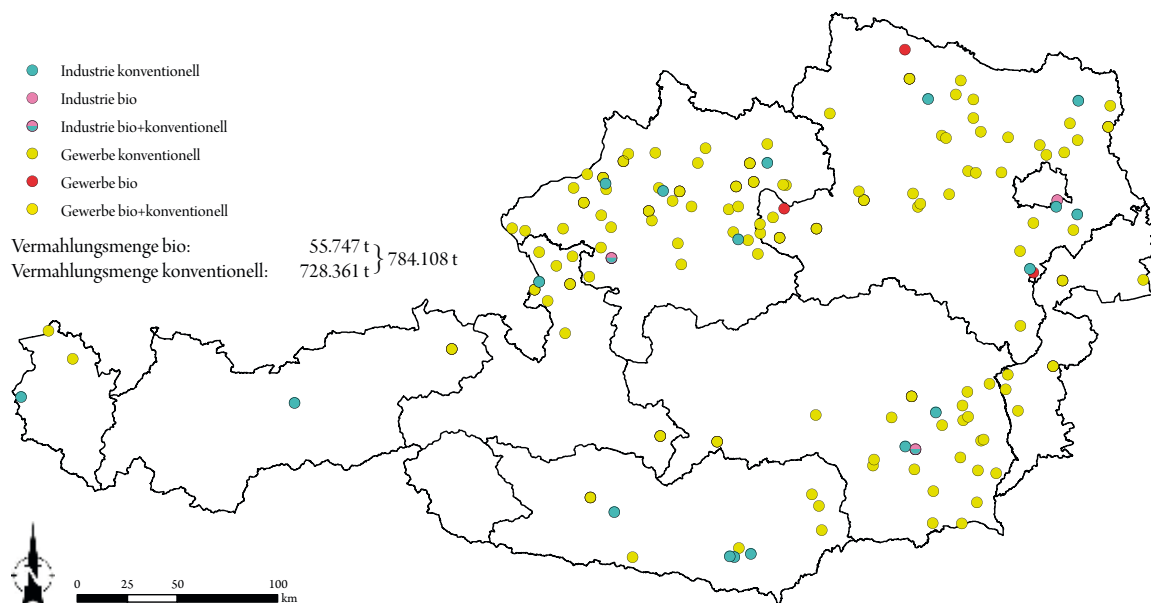 Industrie konventionell
Industrie bio
Industrie bio+konventionell
Gewerbe konventionell
Gewerbe bio
Gewerbe bio+konventionell
Vermahlungsmenge bio: 55.747 t
Vermahlungsmenge konventionell: 728.361 t } 784.108 t
N
0 25 50 100
km